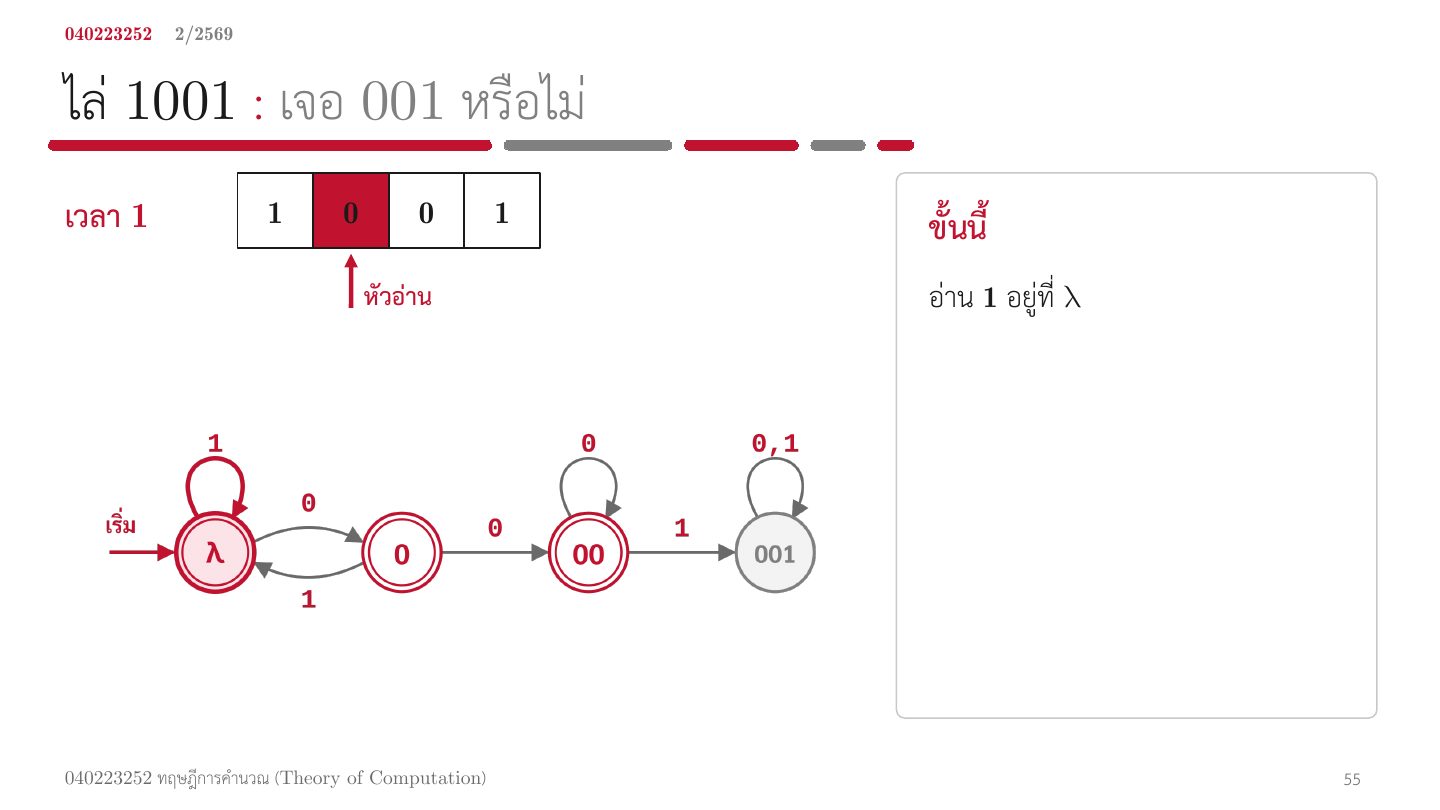 040223252 2/2569
ไล่ 1001 : เจอ 001 หรือไม่
เวลา 1
1 0 0 1
หัวอ่าน
ขั้นนี้
อ่าน 1 อยู่ที่ λ
1 0 0,1
0
เริ่ม
0 1
λ 0 00 001
1
040223252 ทฤษฎีการคำนวณ (Theory of Computation)
55